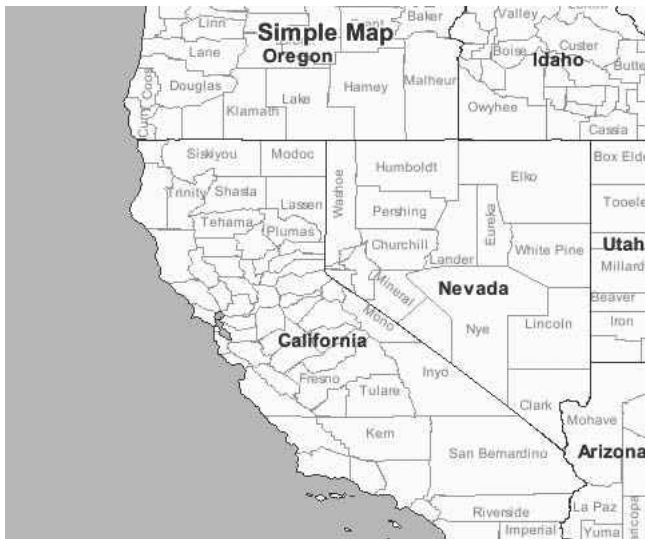 Linn
Grant
Baker
Valley
Simple Map
Lane
Boise
Custer
Oregon
Idaho
Butte
Douglas
Coos
Harney
Malheur
Lake
Curry
Klamath
Owyhee
Cassia
Siskiyou
Modoc
Humboldt
Box Elde
Elko
Trinity
Shasta
Washoe
Lassen
Tooele
Pershing
Eureka
Tehama
Plumas
Churchill
White Pine
Utah
Lander
Millard
Mineral
Nevada
Beaver
Mono
Nye
Lincoln
Iron
California
Inyo
Fresno
Tulare
Clark
Mohave
Kern
San Bernardino
Arizona
Riverside
La Paz
Imperial
Yuma
aricopa